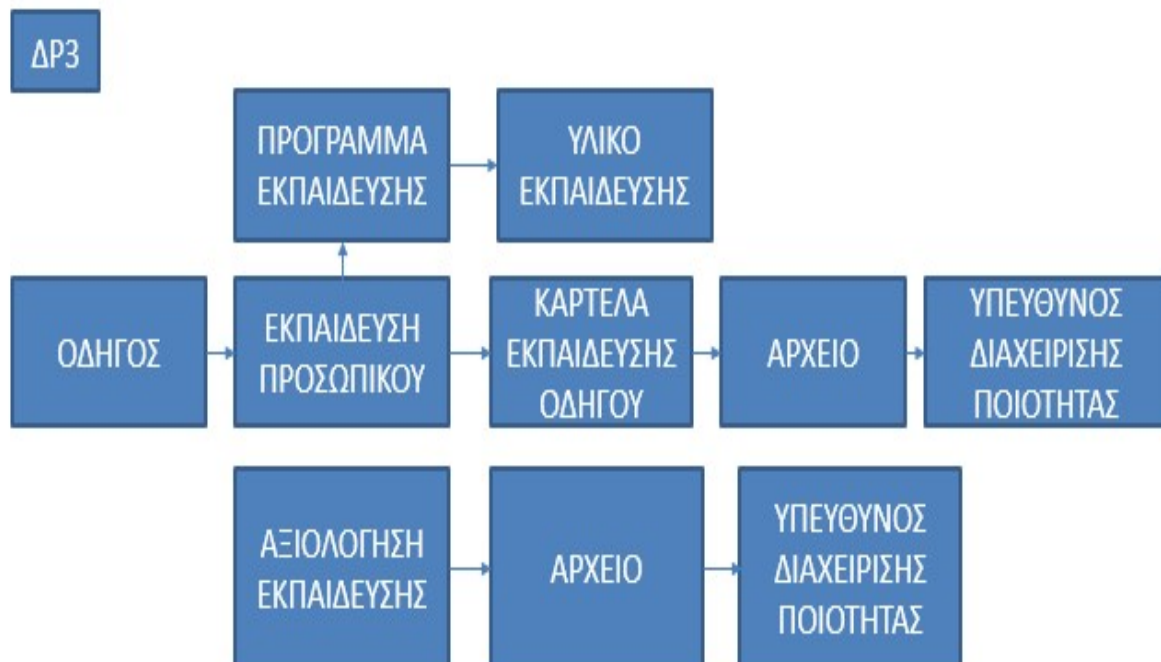 ΔΡ3
ΠΡΟΓΡΑΜΜΑ
ΕΚΠΑΙΔΕΥΣΗΣ
ΥΛΙΚΟ
ΕΚΠΑΙΔΕΥΣΗΣ
ΟΔΗΓΟΣ
ΕΚΠΑΙΔΕΥΣΗ
ΠΡΟΣΩΠΙΚΟΥ
ΚΑΡΤΕΛΑ
ΕΚΠΑΙΔΕΥΣΗΣ
ΟΔΗΓΟΥ
ΑΡΧΕΙΟ
ΥΠΕΥΘΥΝΟΣ
ΔΙΑΧΕΙΡΙΣΗΣ
ΠΟΙΟΤΗΤΑΣ
ΑΞΙΟΛΟΓΗΣΗ
ΕΚΠΑΙΔΕΥΣΗΣ
ΑΡΧΕΙΟ
ΥΠΕΥΘΥΝΟΣ
ΔΙΑΧΕΙΡΙΣΗΣ
ΠΟΙΟΤΗΤΑΣ